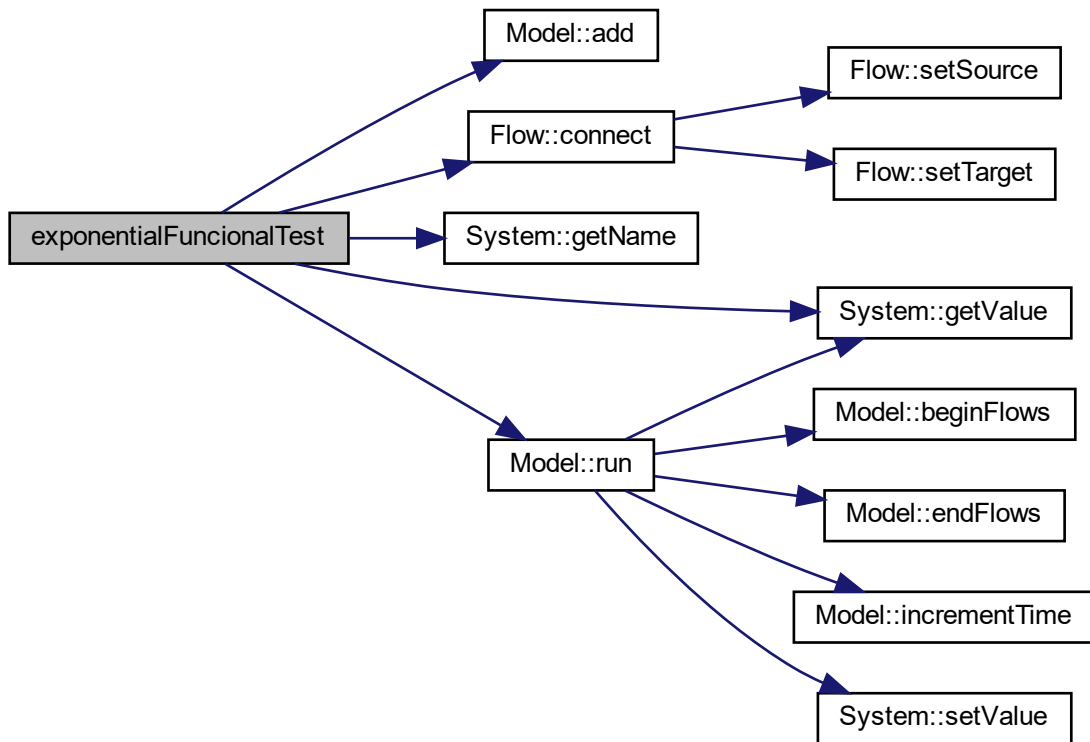 Model::add
Flow::setSource
Flow::connect
Flow::setTarget
exponentialFuncionalTest
System::getName
System::getValue
Model::beginFlows
Model::run
Model::endFlows
Model::incrementTime
System::setValue